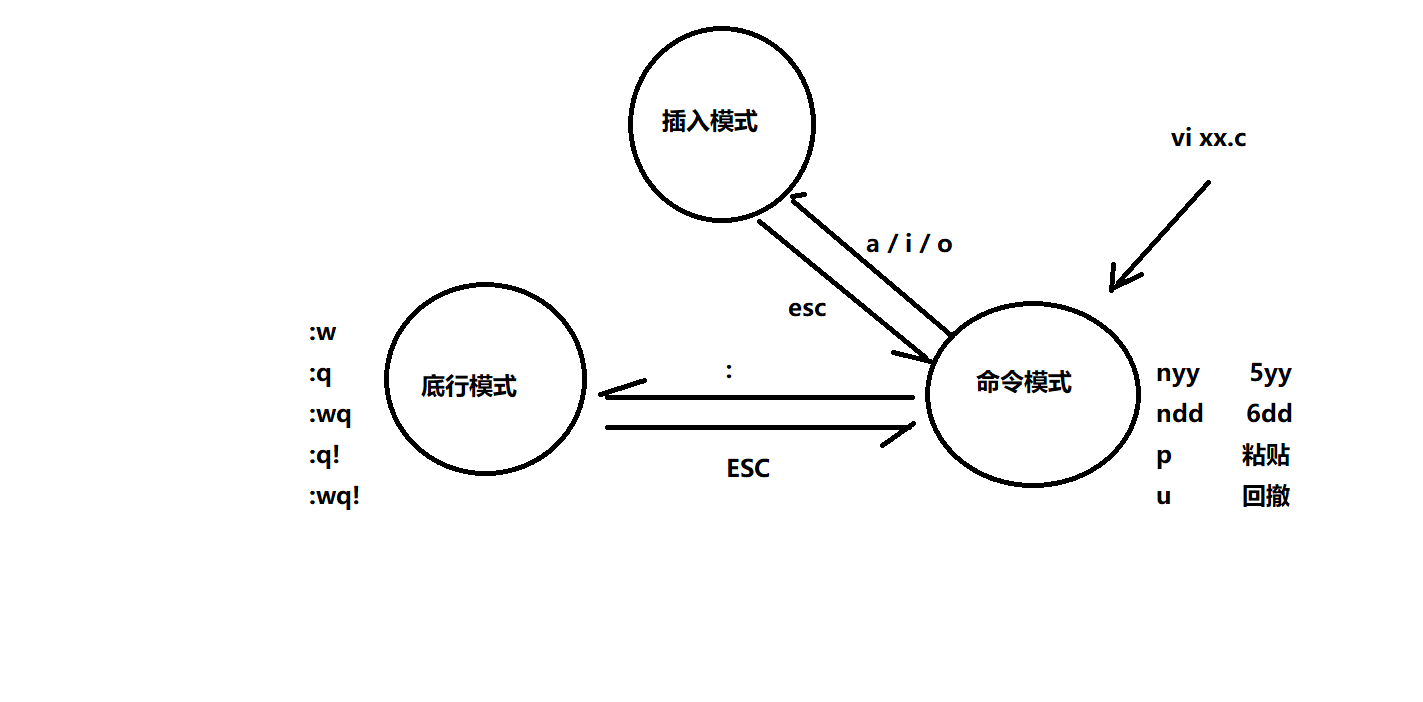 插入模式
vi xx.c
a / i / o
esc
:w
:q
:wq
:q!
:wq!
底行模式
:
ESC
命令模式
nyy 5yy
ndd 6dd
p 粘贴
u 回撤